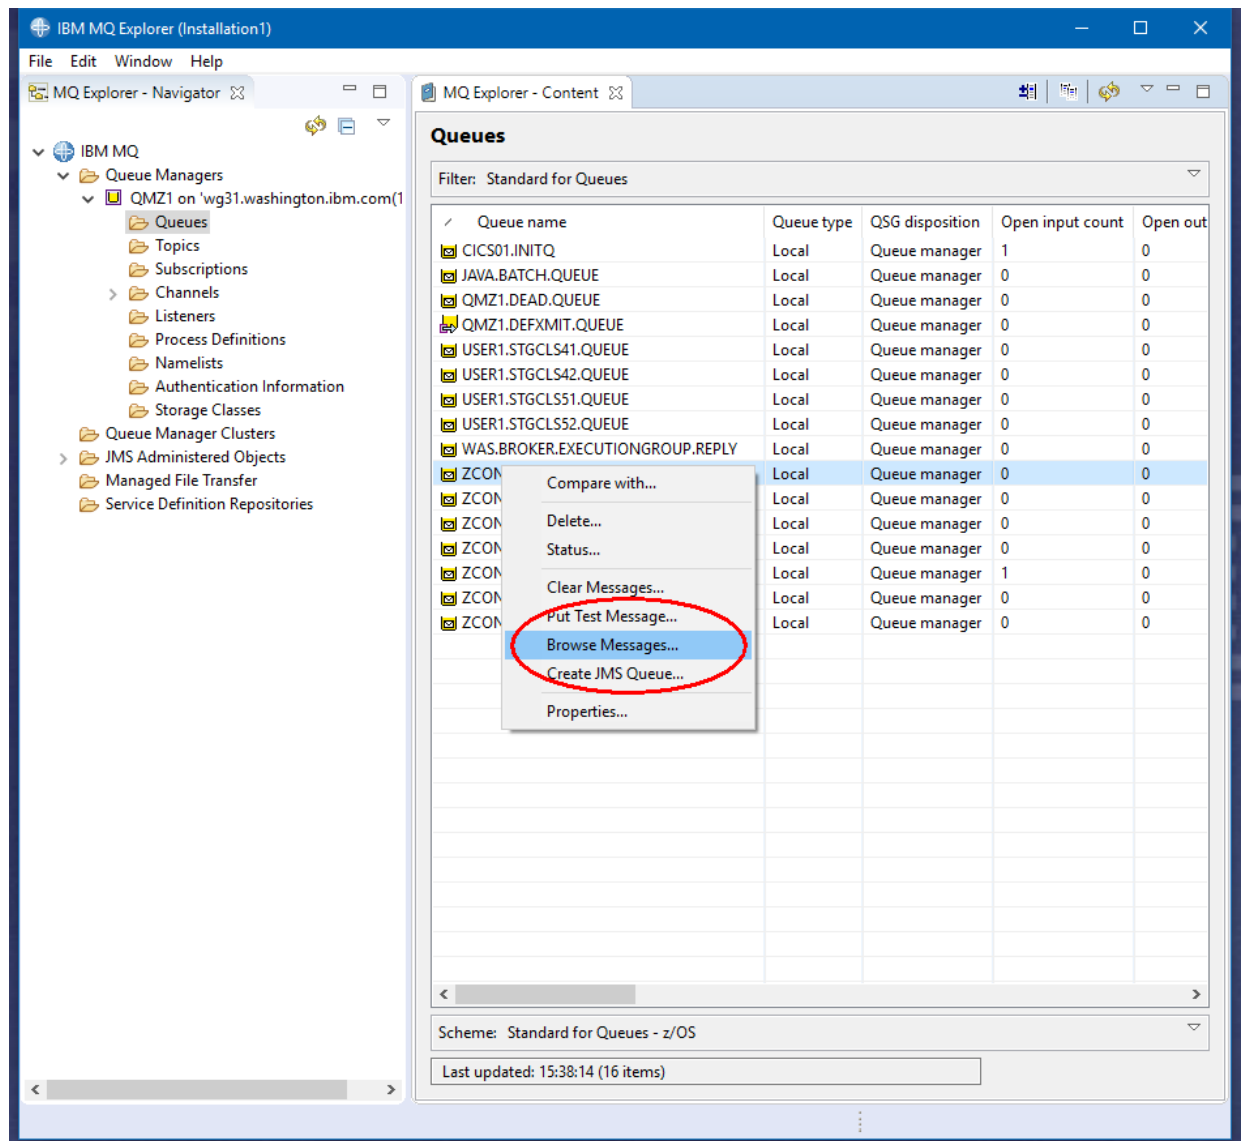 IBM MQ Explorer (Installation1)
File Edit Window Help
MQ Explorer - Navigator
IBM MQ
Queue Managers
QMZ1 on 'wg31.washington.ibm.com(1
Queues
Topics
Subscriptions
Channels
Listeners
Process Definitions
Namelists
Authentication Information
Storage Classes
Queue Manager Clusters
JMS Administered Objects
Managed File Transfer
Service Definition Repositories
MQ Explorer - Content
Queues
Filter: Standard for Queues
Queue name Queue type QSG disposition Open input count Open out
CICS01.INITQ Local Queue manager 1 0
JAVA.BATCH.QUEUE Local Queue manager 0 0
QMZ1.DEAD.QUEUE Local Queue manager 0 0
QMZ1.DEFXMIT.QUEUE Local Queue manager 0 0
USER1.STGCLS41.QUEUE Local Queue manager 0 0
USER1.STGCLS42.QUEUE Local Queue manager 0 0
USER1.STGCLS51.QUEUE Local Queue manager 0 0
USER1.STGCLS52.QUEUE Local Queue manager 0 0
WAS.BROKER.EXECUTIONGROUP.REPLY Local Queue manager 0 0
ZCON Local Queue manager 0 0
ZCON Local Queue manager 0 0
ZCON Local Queue manager 0 0
ZCON Local Queue manager 0 0
ZCON Local Queue manager 1 0
ZCON Local Queue manager 0 0
ZCON Local Queue manager 0 0
Compare with...
Delete...
Status...
Clear Messages...
Put Test Message...
Browse Messages...
Create JMS Queue...
Properties...
Scheme: Standard for Queues - z/OS
Last updated: 15:38:14 (16 items)